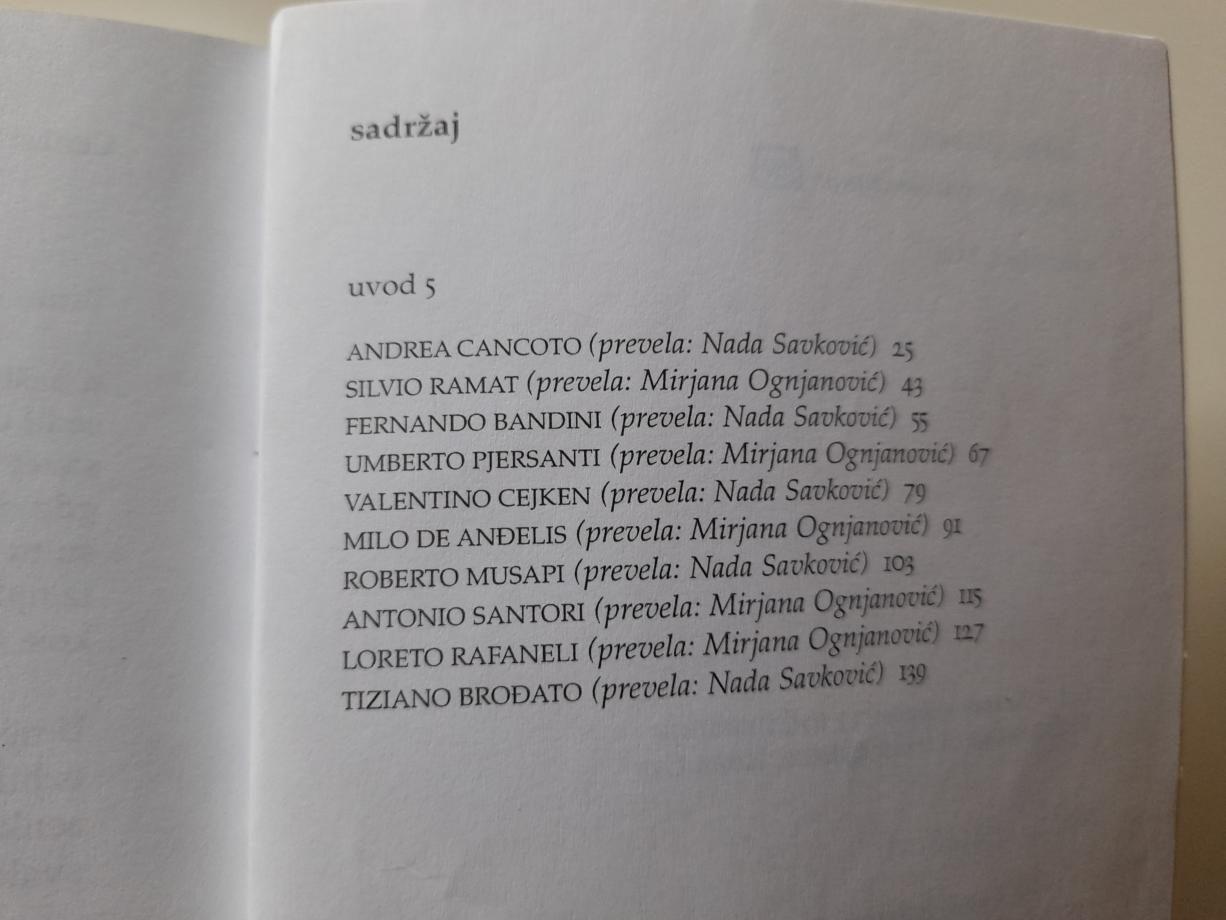 sadržaj
uvod 5
ANDREA CANCOTO (prevela: Nada Savković) 25
SILVIO RAMAT (prevela: Mirjana Ognjanović) 43
FERNANDO BANDINI (prevela: Nada Savković) 55
UMBERTO PJERSANTI (prevela: Mirjana Ognjanović) 67
VALENTINO CEJKEN (prevela: Nada Savković) 79
MILO DE ANĐELIS (prevela: Mirjana Ognjanović) 91
ROBERTO MUSAPI (prevela: Nada Savković) 103
ANTONIO SANTORI (prevela: Mirjana Ognjanović) 115
LORETO RAFANELI (prevela: Mirjana Ognjanović) 127
TIZIANO BROĐATO (prevela: Nada Savković) 139